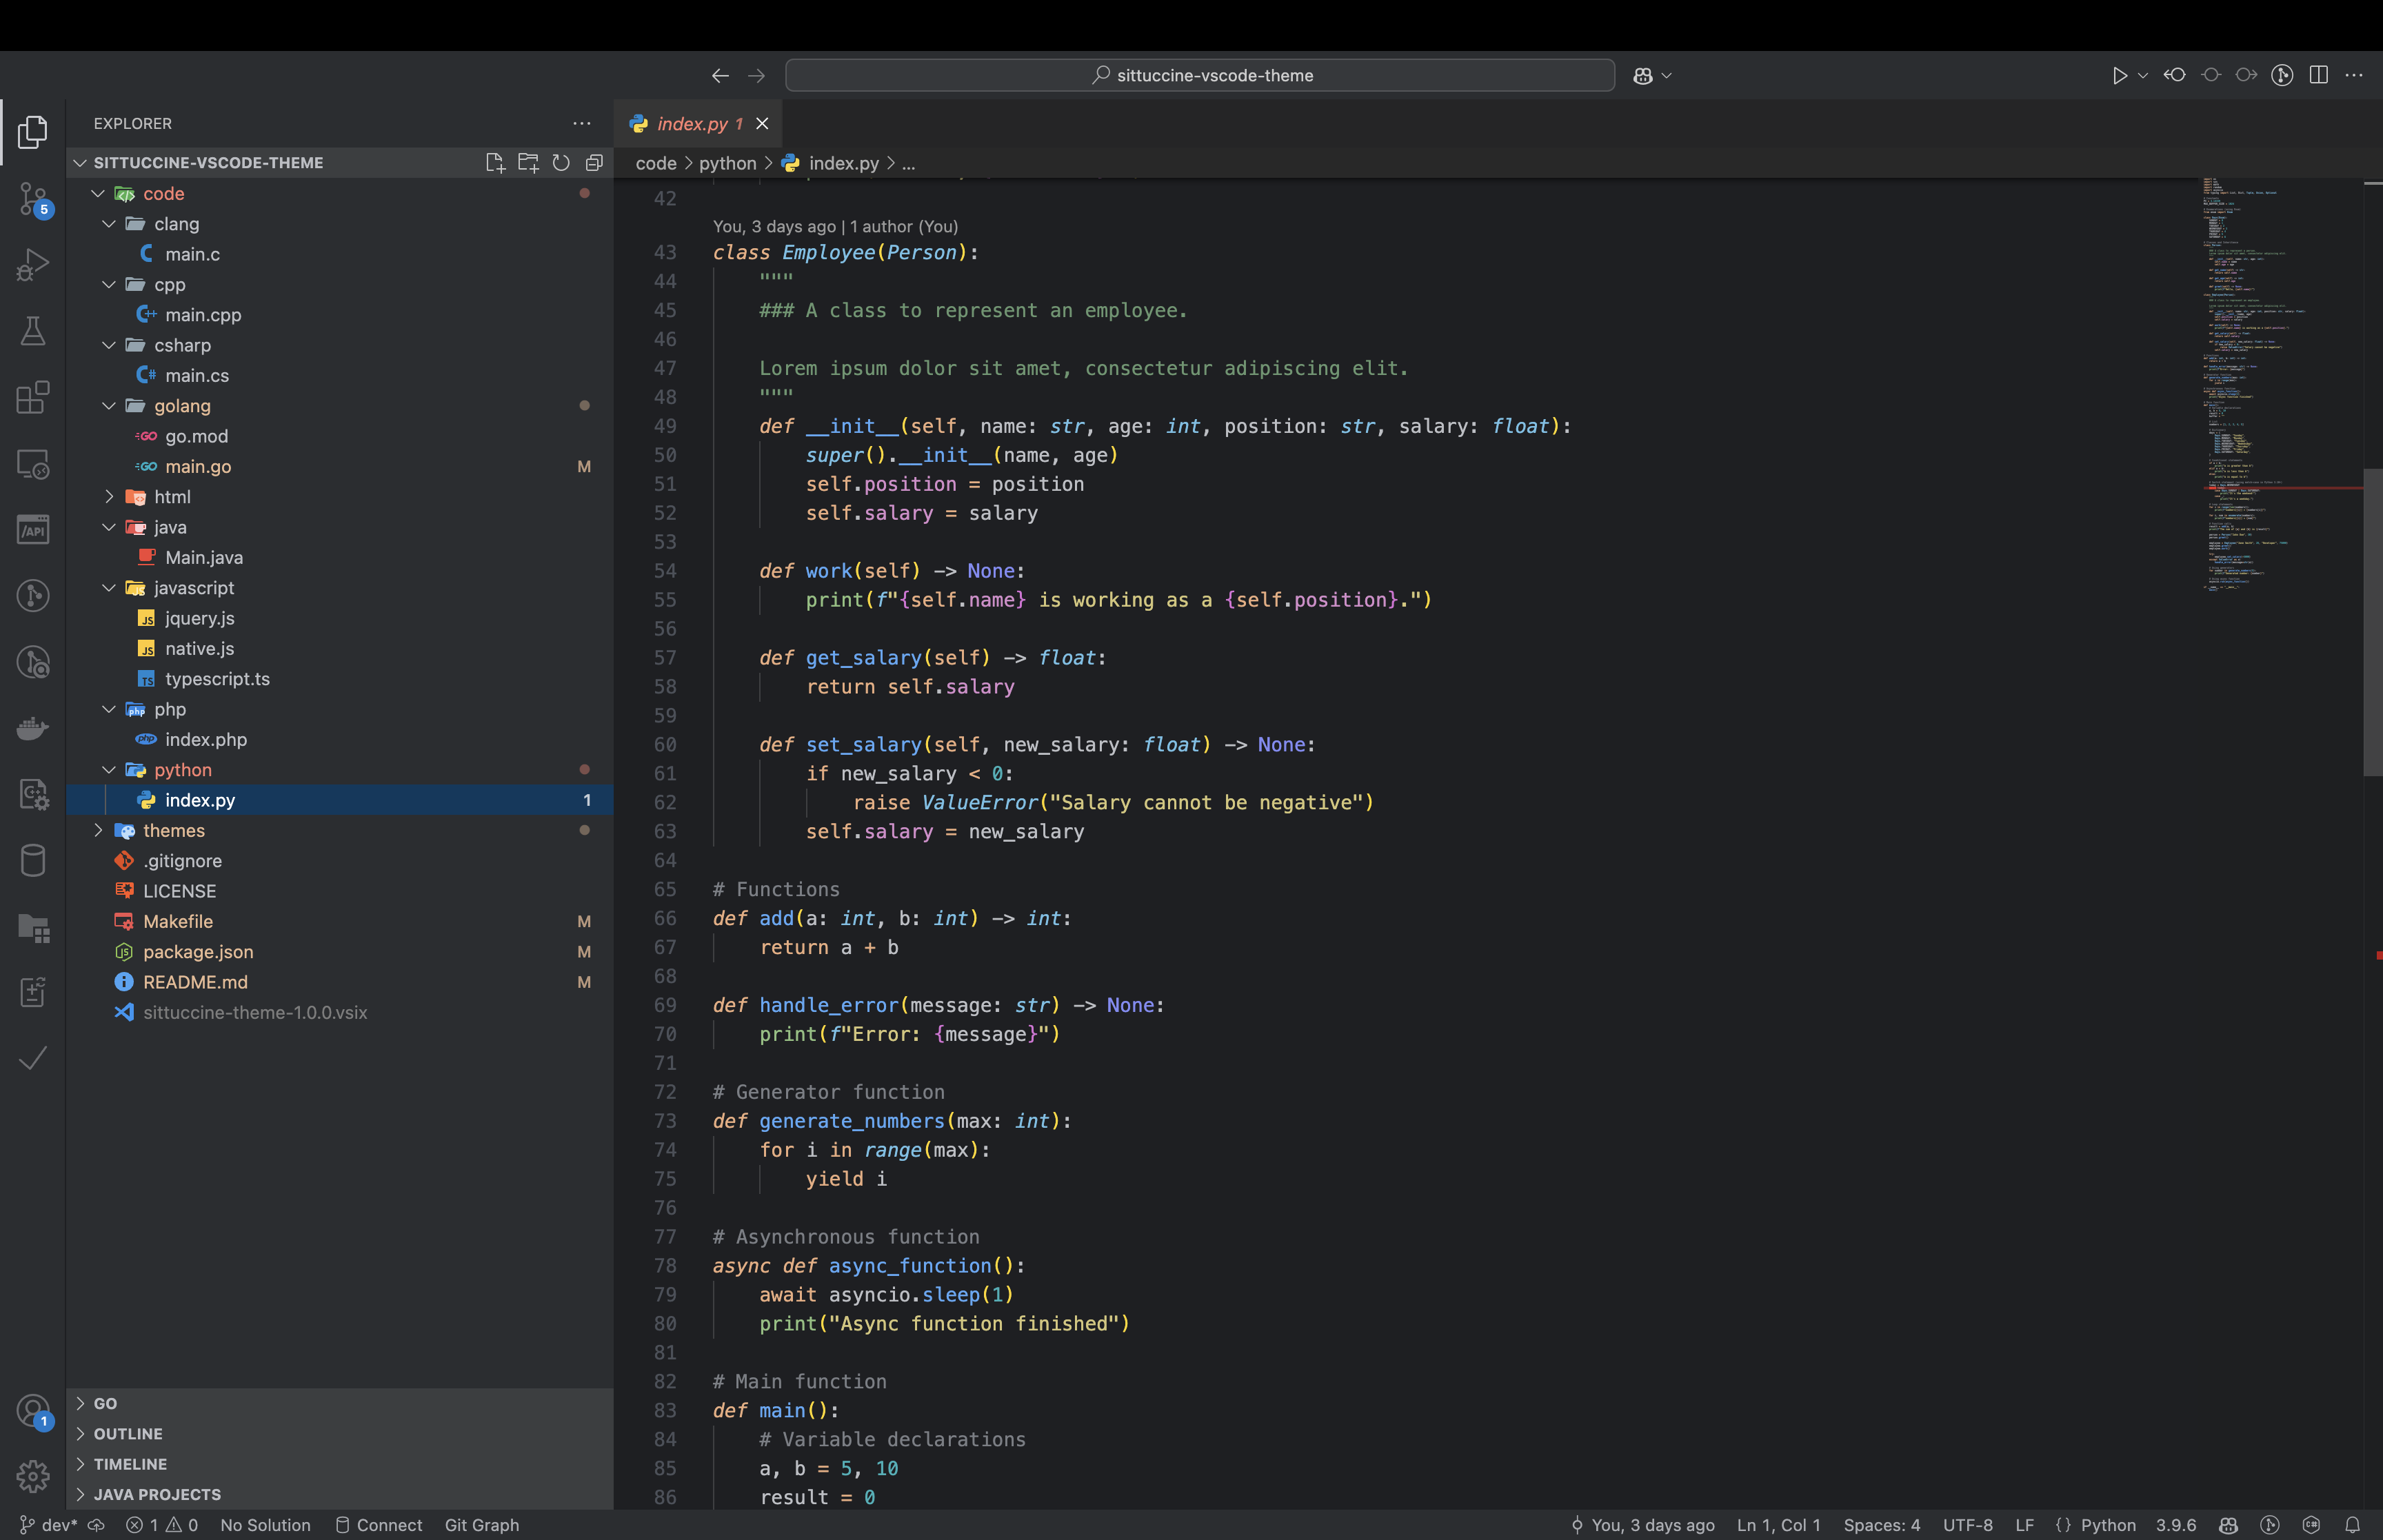 sittuccine-vscode-theme
EXPLORER
SITTUCCINE-VSCODE-THEME
code
clang
main.c
cpp
main.cpp
csharp
main.cs
golang
go.mod
main.go M
html
java
Main.java
javascript
jquery.js
native.js
typescript.ts
php
index.php
python
index.py 1
themes
.gitignore
LICENSE
Makefile M
package.json M
README.md M
sittuccine-theme-1.0.0.vsix
GO
OUTLINE
TIMELINE
JAVA PROJECTS
5
/API
1
index.py 1
code > python > index.py > ...
42
You, 3 days ago | 1 author (You)
43 class Employee(Person):
44 """
45 ### A class to represent an employee.
46
47 Lorem ipsum dolor sit amet, consectetur adipiscing elit.
48 """
49 def __init__(self, name: str, age: int, position: str, salary: float):
50 super().__init__(name, age)
51 self.position = position
52 self.salary = salary
53
54 def work(self) -> None:
55 print(f"{self.name} is working as a {self.position}.")
56
57 def get_salary(self) -> float:
58 return self.salary
59
60 def set_salary(self, new_salary: float) -> None:
61 if new_salary < 0:
62 raise ValueError("Salary cannot be negative")
63 self.salary = new_salary
64
65 # Functions
66 def add(a: int, b: int) -> int:
67 return a + b
68
69 def handle_error(message: str) -> None:
70 print(f"Error: {message}")
71
72 # Generator function
73 def generate_numbers(max: int):
74 for i in range(max):
75 yield i
76
77 # Asynchronous function
78 async def async_function():
79 await asyncio.sleep(1)
80 print("Async function finished")
81
82 # Main function
83 def main():
84 # Variable declarations
85 a, b = 5, 10
86 result = 0
dev* 1 0 No Solution Connect Git Graph You, 3 days ago Ln 1, Col 1 Spaces: 4 UTF-8 LF {} Python 3.9.6